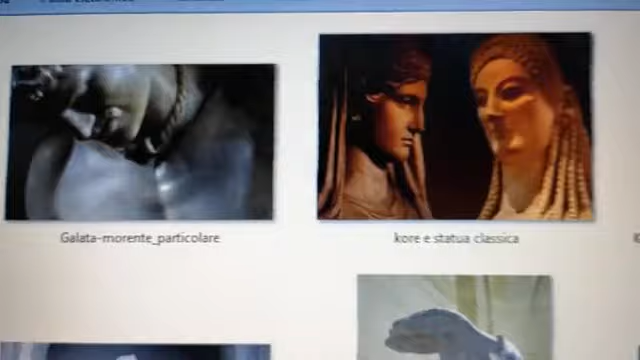 Galata-morente_particolare
kore e statua classica